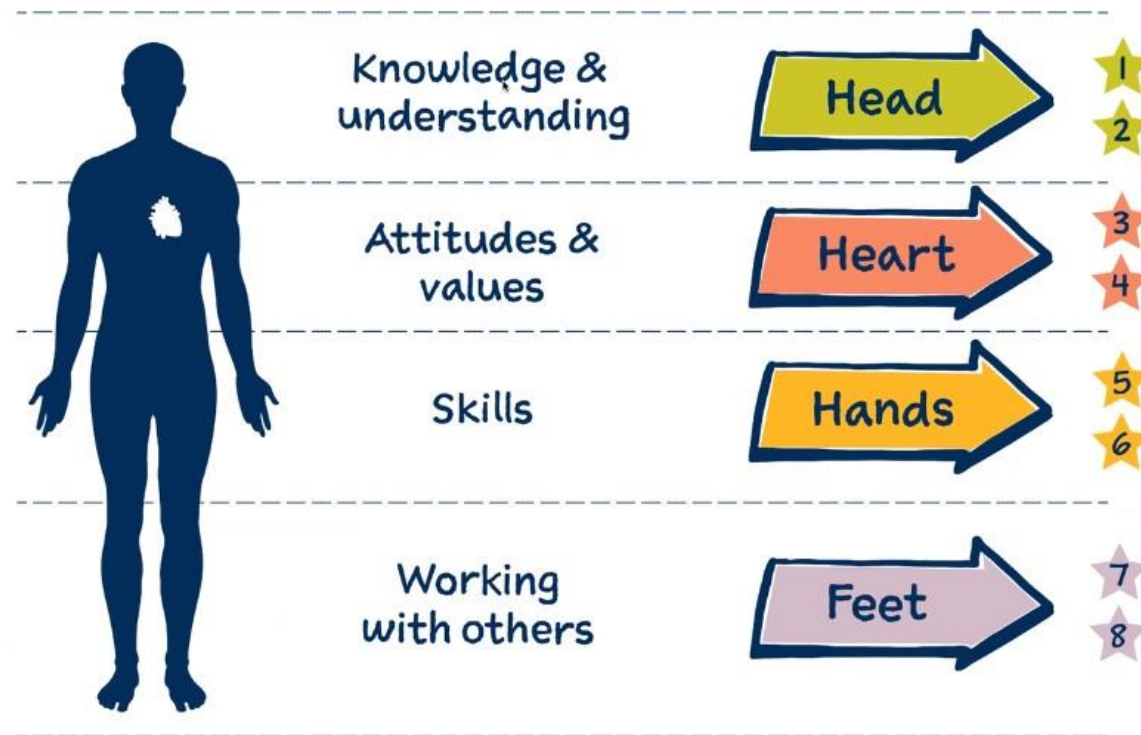 Knowledge &
understanding
Head
1
2
Attitudes &
values
Heart
3
4
Skills
Hands
5
6
Working
with others
Feet
7
8